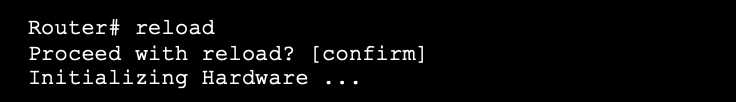 Router# reload
Proceed with reload? [confirm]
Initializing Hardware ...